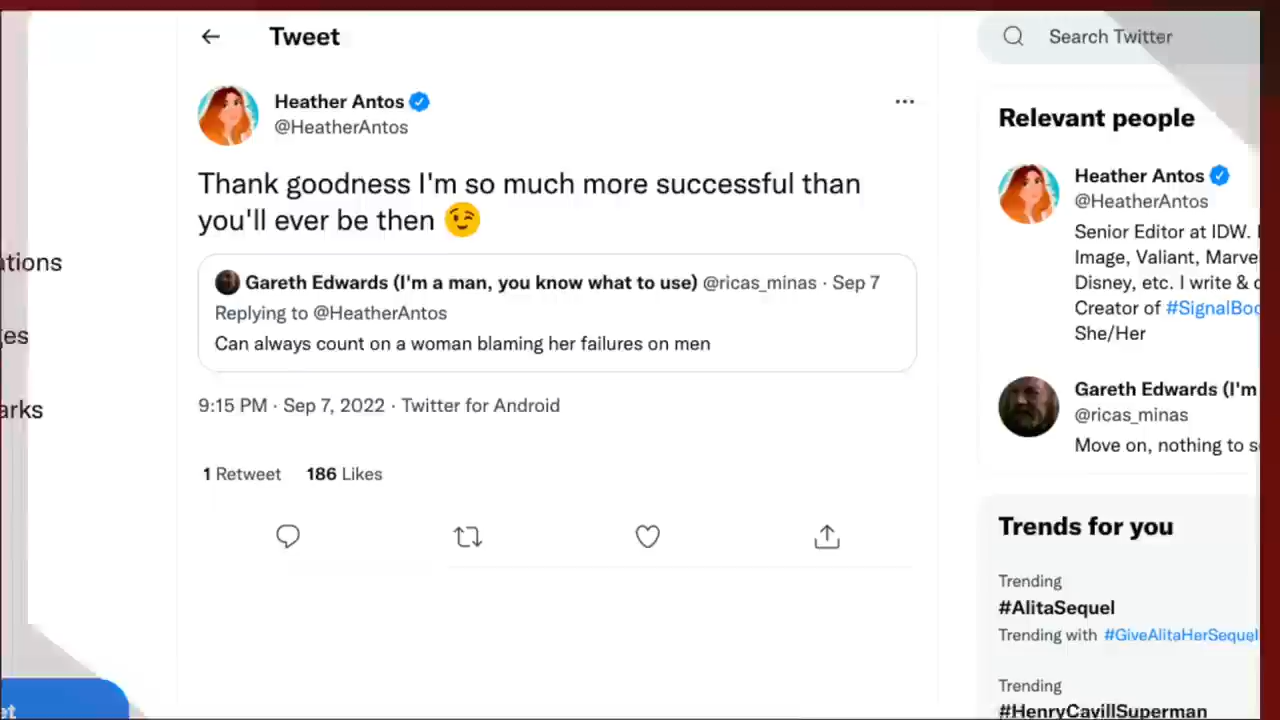 Tweet
Heather Antos
@HeatherAntos
Thank goodness I'm so much more successful than
you'll ever be then 😉
Gareth Edwards (I'm a man, you know what to use) @ricas_minas · Sep 7
Replying to @HeatherAntos
Can always count on a woman blaming her failures on men
9:15 PM · Sep 7, 2022 · Twitter for Android
1 Retweet 186 Likes
Search Twitter
Relevant people
Heather Antos
@HeatherAntos
Senior Editor at IDW.
Image, Valiant, Marve
Disney, etc. I write &
Creator of #SignalBoo
She/Her
Gareth Edwards (I'm
@ricas_minas
Move on, nothing to s
Trends for you
Trending
#AlitaSequel
Trending with #GiveAlitaHerSequel
Trending
#HenryCavillSuperman
ations
ges
arks
et